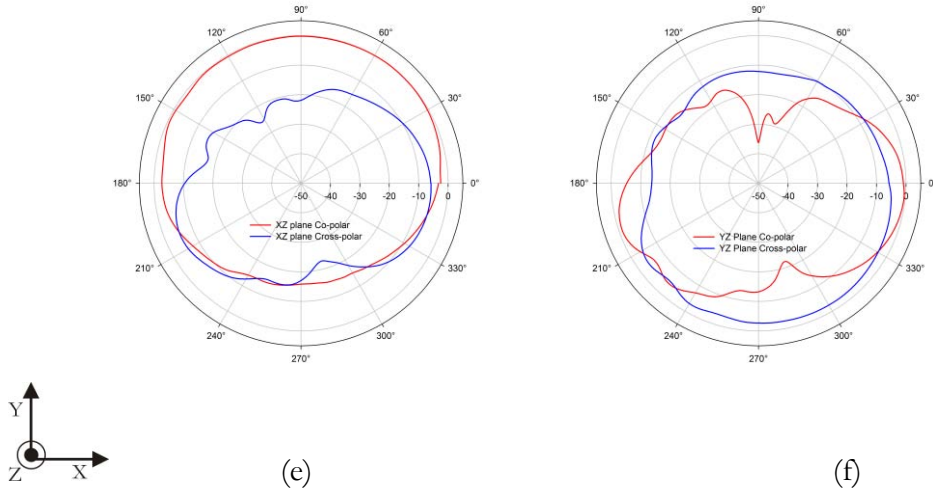 90°
120°
60°
150°
30°
180°
-50 -40 -30 -20 -10 0
0°
XZ plane Co-polar
XZ plane Cross-polar
210°
330°
240°
300°
270°
90°
120°
60°
150°
30°
180°
-50 -40 -30 -20 -10 0
0°
YZ Plane Co-polar
YZ Plane Cross-polar
210°
330°
240°
300°
270°
Y
Z
X
(e)
(f)